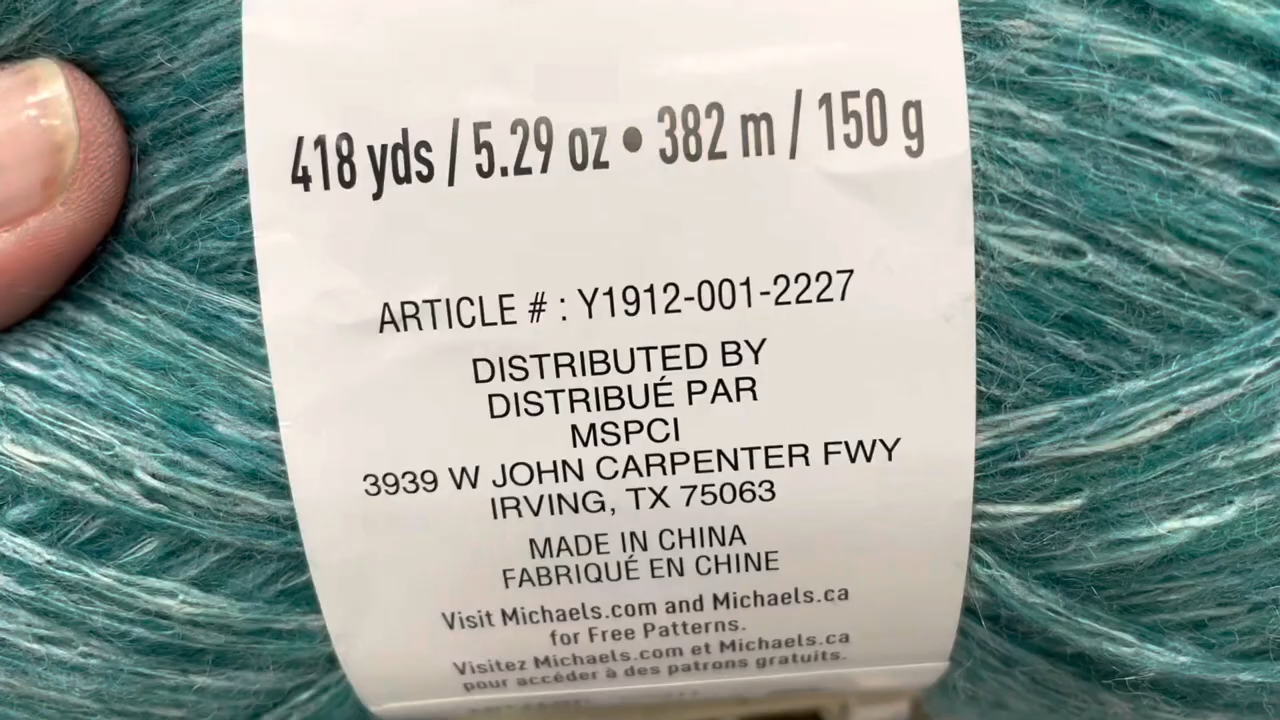 418 yds / 5.29 oz • 382 m / 150 g
ARTICLE # : Y1912-001-2227
DISTRIBUTED BY
DISTRIBUÉ PAR
MSPCI
3939 W JOHN CARPENTER FWY
IRVING, TX 75063
MADE IN CHINA
FABRIQUÉ EN CHINE
Visit Michaels.com and Michaels.ca
for Free Patterns.
Visitez Michaels.com et Michaels.ca
pour accéder à des patrons gratuits.